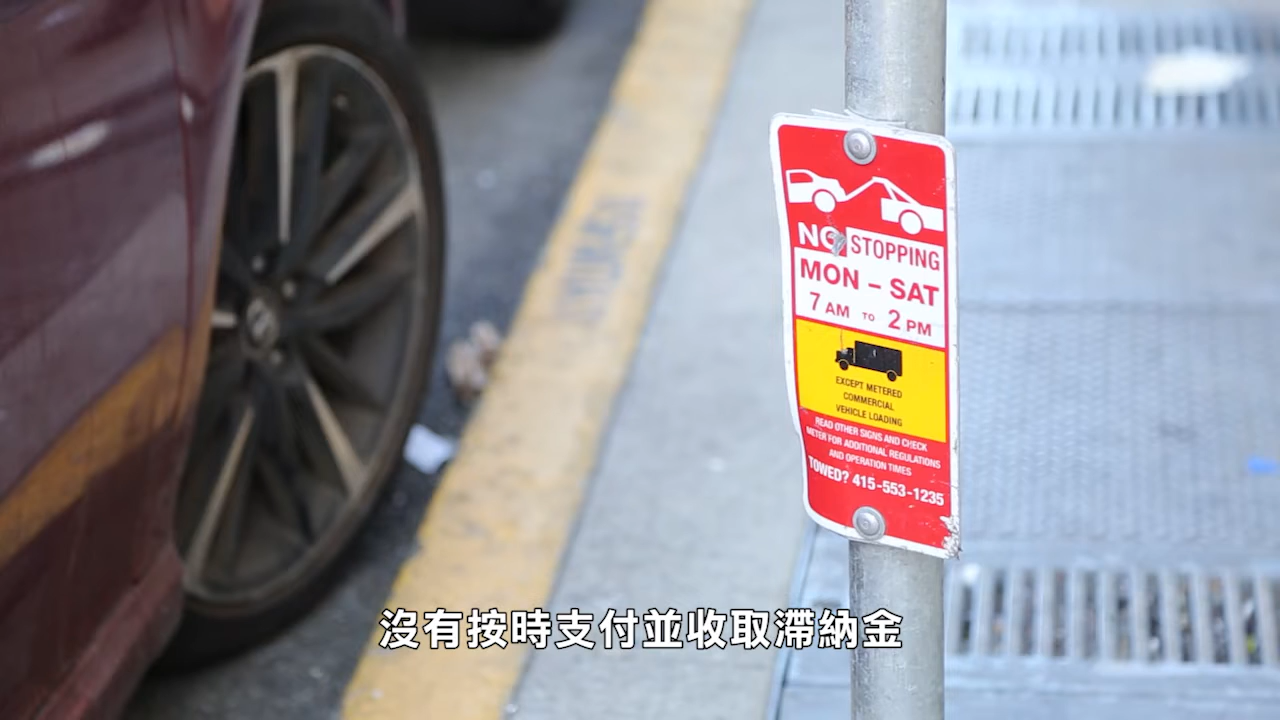 NO STOPPING
MON – SAT
7 AM TO 2 PM
EXCEPT METERED
COMMERCIAL
VEHICLE LOADING
READ OTHER SIGNS AND CHECK
METER FOR ADDITIONAL REGULATIONS
AND OPERATION TIMES
TOWED? 415-553-1235
沒有按時支付並收取滯納金